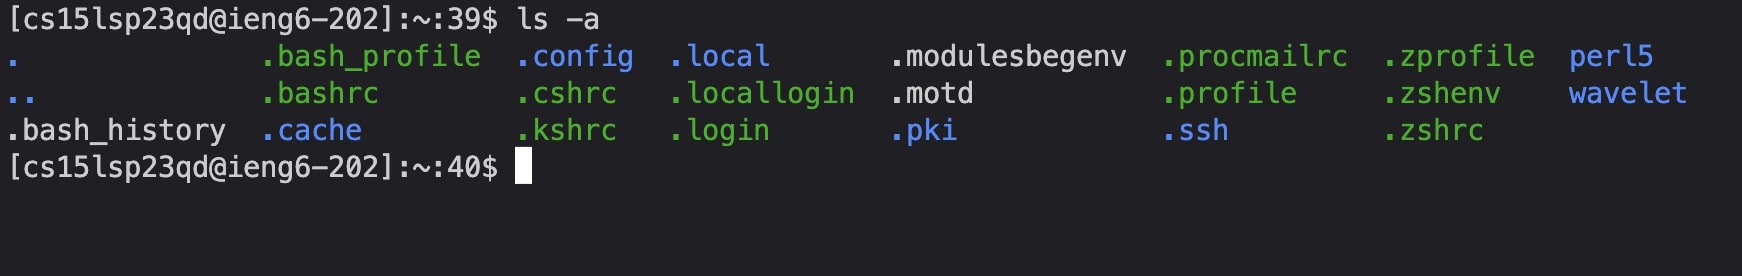 [cs15lsp23qd@ieng6-202]:~:39$ ls -a
. .bash_profile .config .local .modulesbegenv .procmailrc .zprofile perl5
.. .bashrc .cshrc .locallogin .motd .profile .zshenv wavelet
.bash_history .cache .kshrc .login .pki .ssh .zshrc
[cs15lsp23qd@ieng6-202]:~:40$